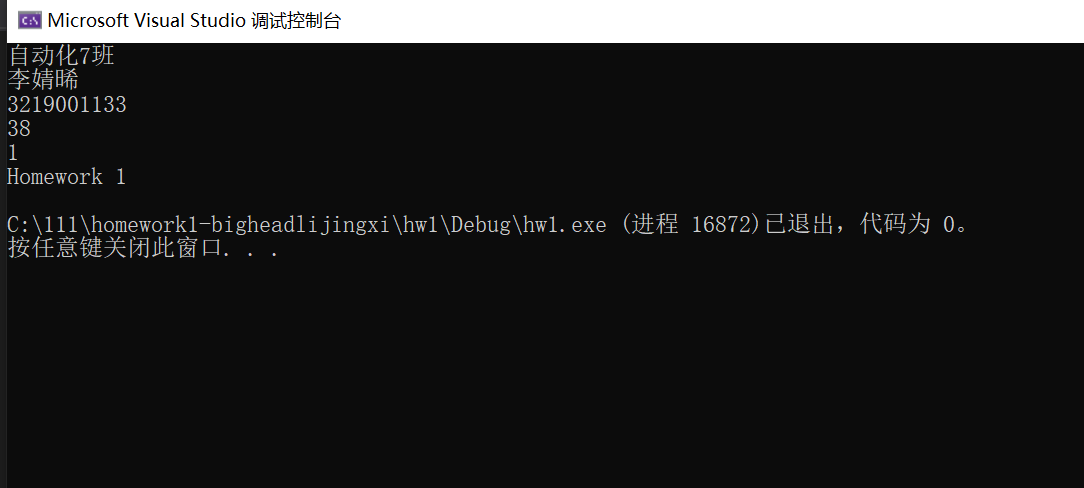 Microsoft Visual Studio 调试控制台
自动化7班
李婧晞
3219001133
38
1
Homework 1
C:\111\homework1-bigheadlijingxi\hw1\Debug\hw1.exe (进程 16872)已退出，代码为 0。
按任意键关闭此窗口. . .